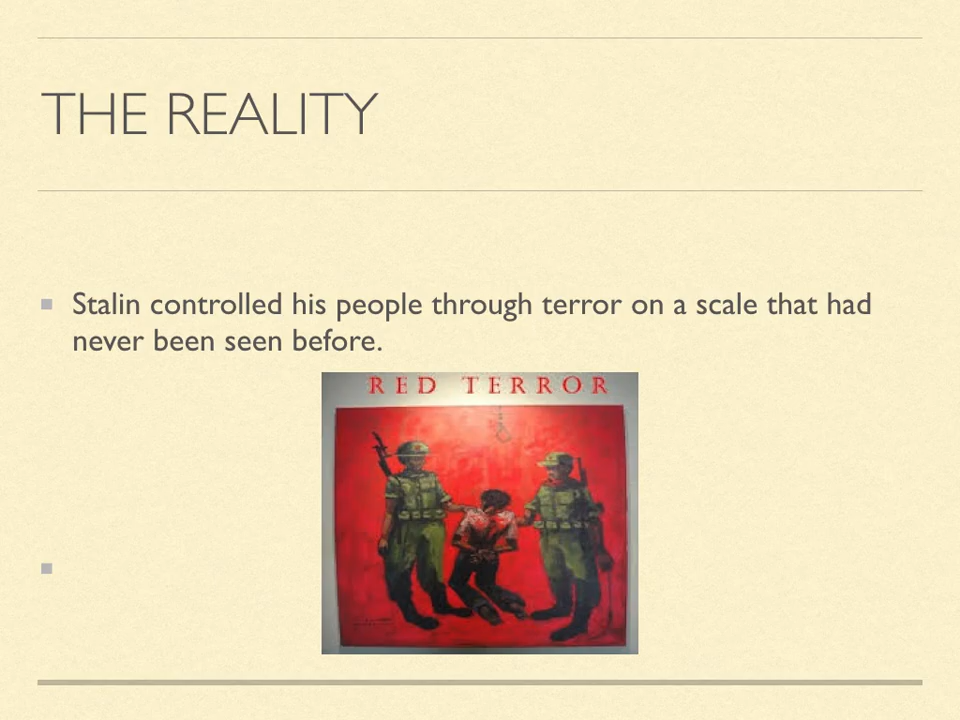 THE REALITY
Stalin controlled his people through terror on a scale that had
never been seen before.
RED TERROR